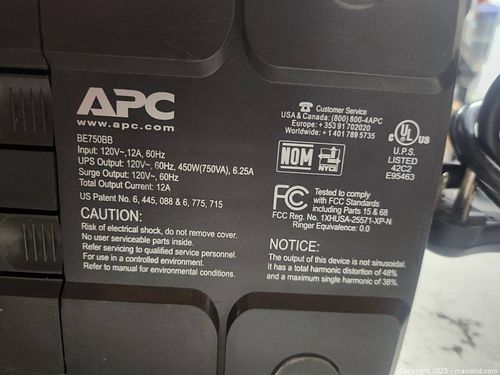 APC
www.apc.com
BE750BB
Input: 120V~,12A, 60Hz
UPS Output: 120V~, 60Hz, 450W(750VA), 6.25A
Surge Output: 120V~, 60Hz
Total Output Current: 12A
US Patent No. 6, 445, 088 & 6, 775, 715
CAUTION:
Risk of electrical shock, do not remove cover.
No user serviceable parts inside.
Refer servicing to qualified service personnel.
For use in a controlled environment.
Refer to manual for environmental conditions.
Customer Service
USA & Canada: (800) 800-4APC
Europe: + 353 91 702020
Worldwide: + 1 401 789 5735
NOM
NYCE
UL
US
U.P.S.
LISTED
42C2
E95463
FC
Tested to comply
with FCC Standards
including Parts 15 & 68
FCC Reg. No. 1XHUSA-25571-XP-N
Ringer Equivalence: 0.0
NOTICE:
The output of this device is not sinusoidal.
It has a total harmonic distortion of 48%
and a maximum single harmonic of 38%.
Copyright 2025 - maxsold.com